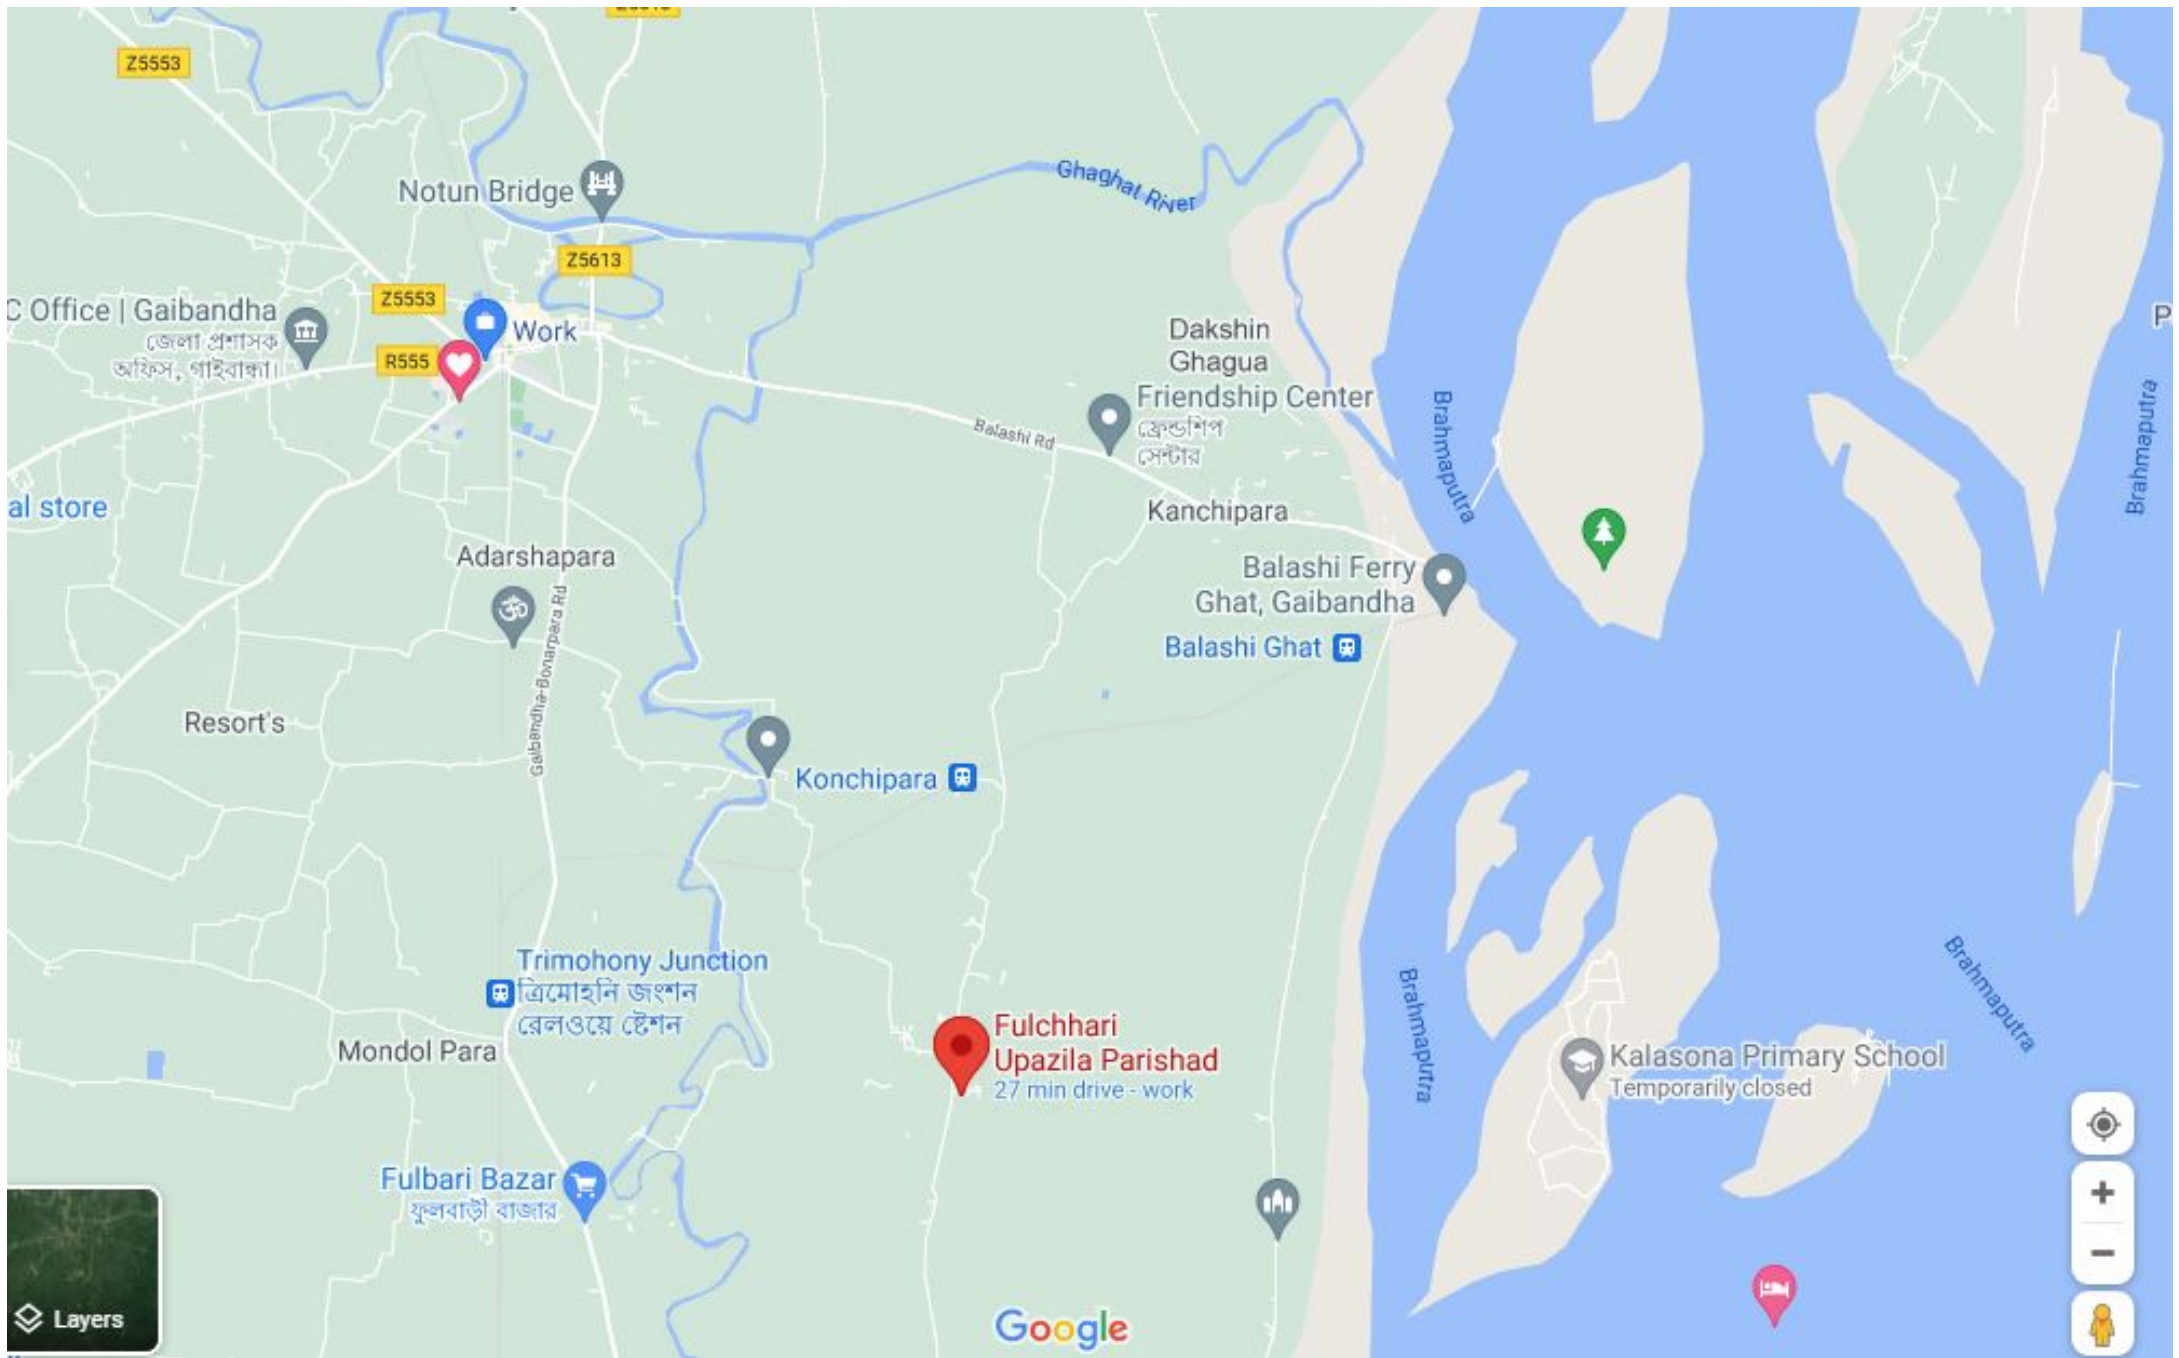 Z5553
Notun Bridge
Ghaghat River
Z5613
Z5553
C Office | Gaibandha
জেলা প্রশাসক
অফিস, গাইবান্ধা।
Work
R555
Dakshin
Ghagua
P
Friendship Center
ফ্রেন্ডশিপ
সেন্টার
Balashi Rd
Brahmaputra
Brahmaputra
al store
Kanchipara
Adarshapara
Balashi Ferry
Ghat, Gaibandha
Balashi Ghat
Gaibandha-Bonarpara Rd
Resort's
Konchipara
Trimohony Junction
ত্রিমোহনি জংশন
রেলওয়ে ষ্টেশন
Mondol Para
Fulchhari
Upazila Parishad
27 min drive - work
Brahmaputra
Brahmaputra
Kalasona Primary School
Temporarily closed
Fulbari Bazar
ফুলবাড়ী বাজার
Layers
Google